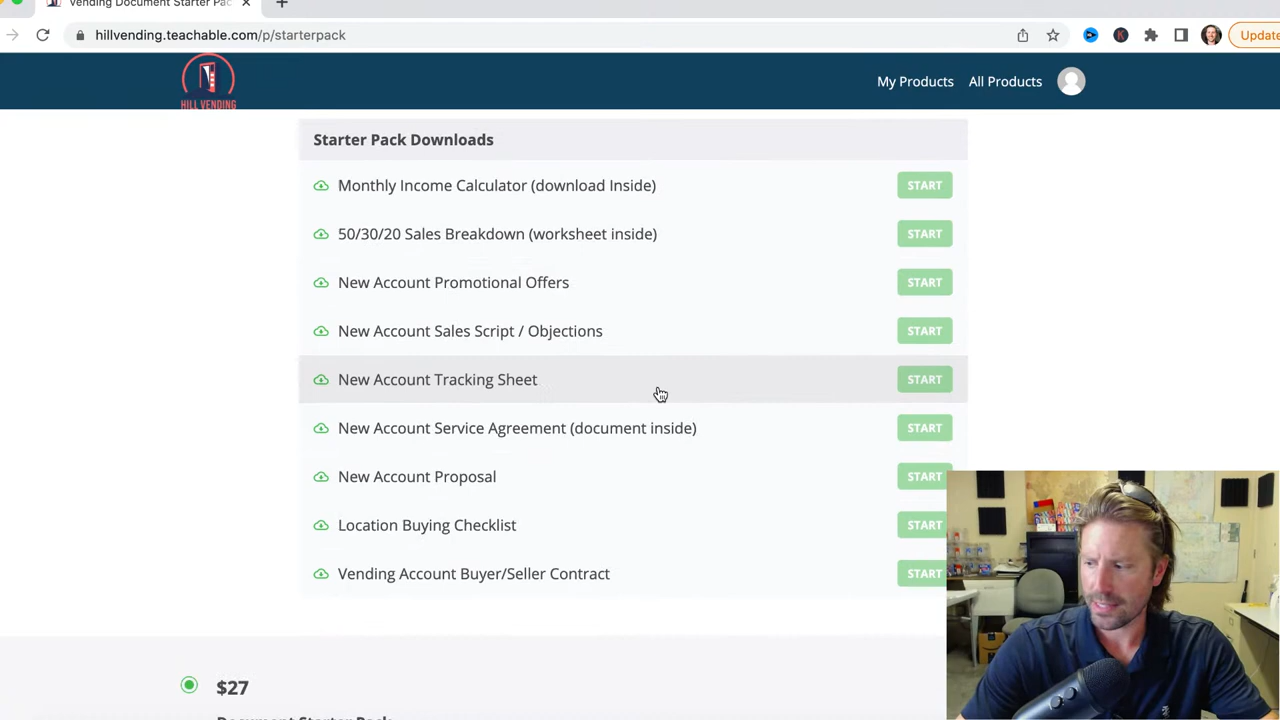 Vending Document Starter Pac
hillvending.teachable.com/p/starterpack
Update
HILL VENDING
My Products
All Products
Starter Pack Downloads
Monthly Income Calculator (download Inside)
START
50/30/20 Sales Breakdown (worksheet inside)
START
New Account Promotional Offers
START
New Account Sales Script / Objections
START
New Account Tracking Sheet
START
New Account Service Agreement (document inside)
START
New Account Proposal
START
Location Buying Checklist
START
Vending Account Buyer/Seller Contract
START
$27
Document Starter Pack